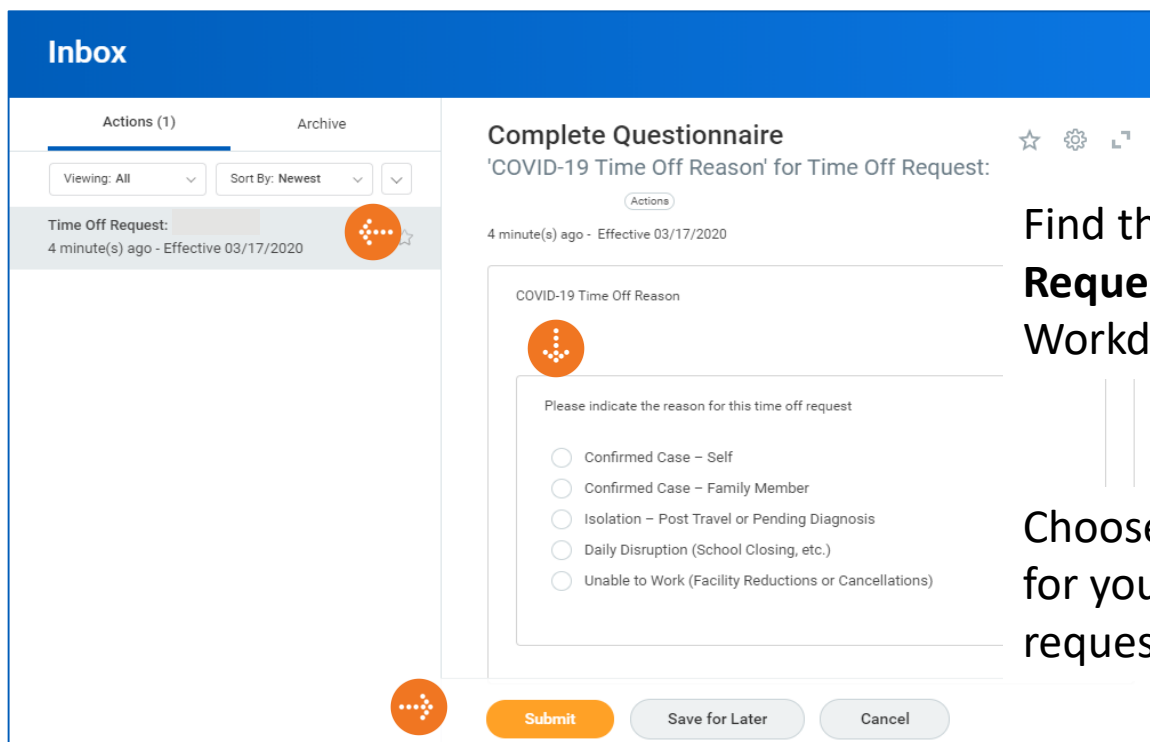 Inbox
Actions (1)
Archive
Viewing: All
Sort By: Newest
Time Off Request:
4 minute(s) ago - Effective 03/17/2020
Complete Questionnaire
'COVID-19 Time Off Reason' for Time Off Request:
Actions
4 minute(s) ago - Effective 03/17/2020
COVID-19 Time Off Reason
Please indicate the reason for this time off request
Confirmed Case – Self
Confirmed Case – Family Member
Isolation – Post Travel or Pending Diagnosis
Daily Disruption (School Closing, etc.)
Unable to Work (Facility Reductions or Cancellations)
Submit
Save for Later
Cancel
Find
for